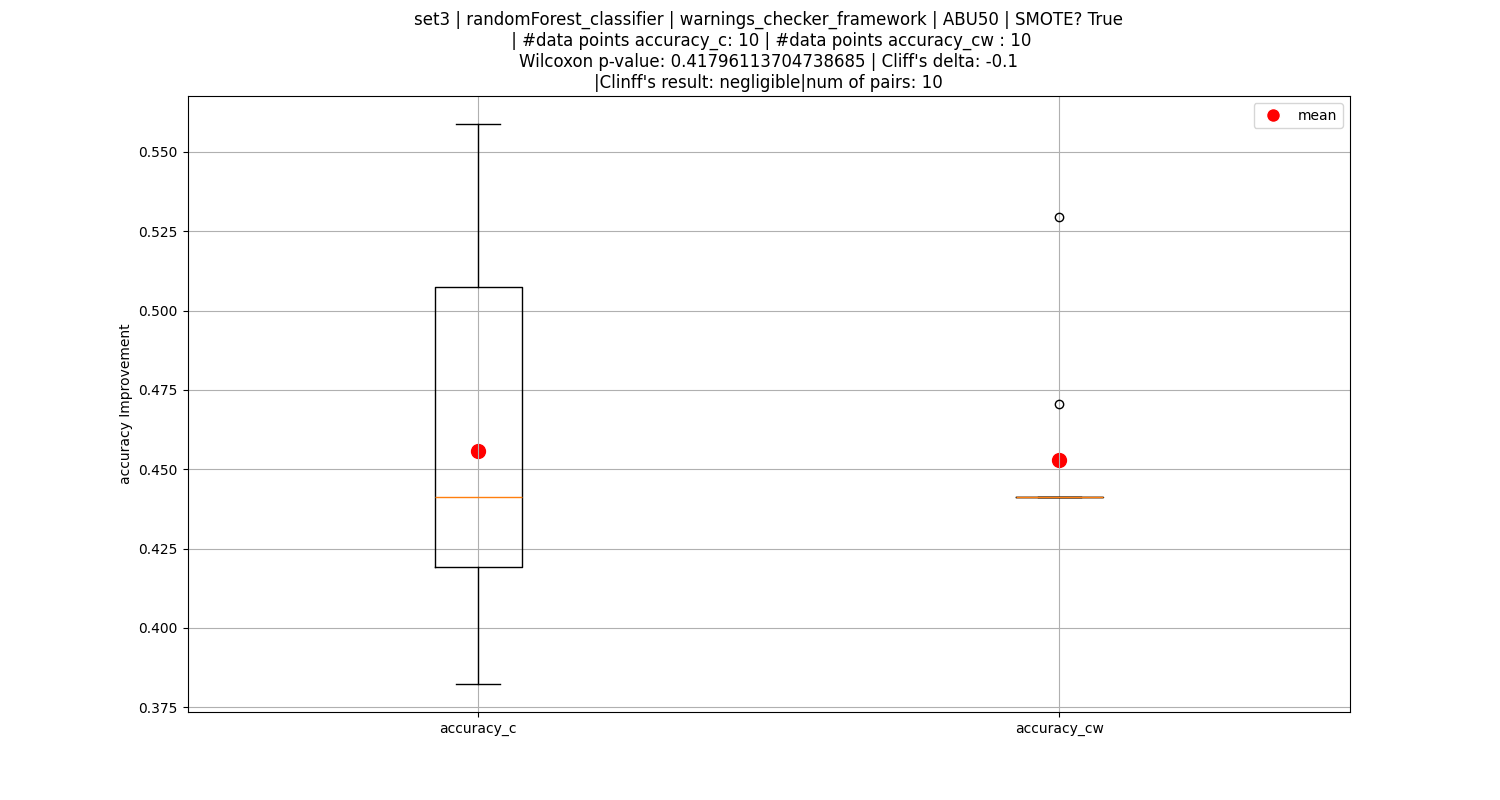 set3 | randomForest_classifier | warnings_checker_framework | ABU50 | SMOTE? True
| #data points accuracy_c: 10 | #data points accuracy_cw : 10
Wilcoxon p-value: 0.41796113704738685 | Cliff's delta: -0.1
|Clinff's result: negligible|num of pairs: 10
mean
0.550
0.525
0.500
0.475
0.450
0.425
0.400
0.375
accuracy Improvement
accuracy_c
accuracy_cw